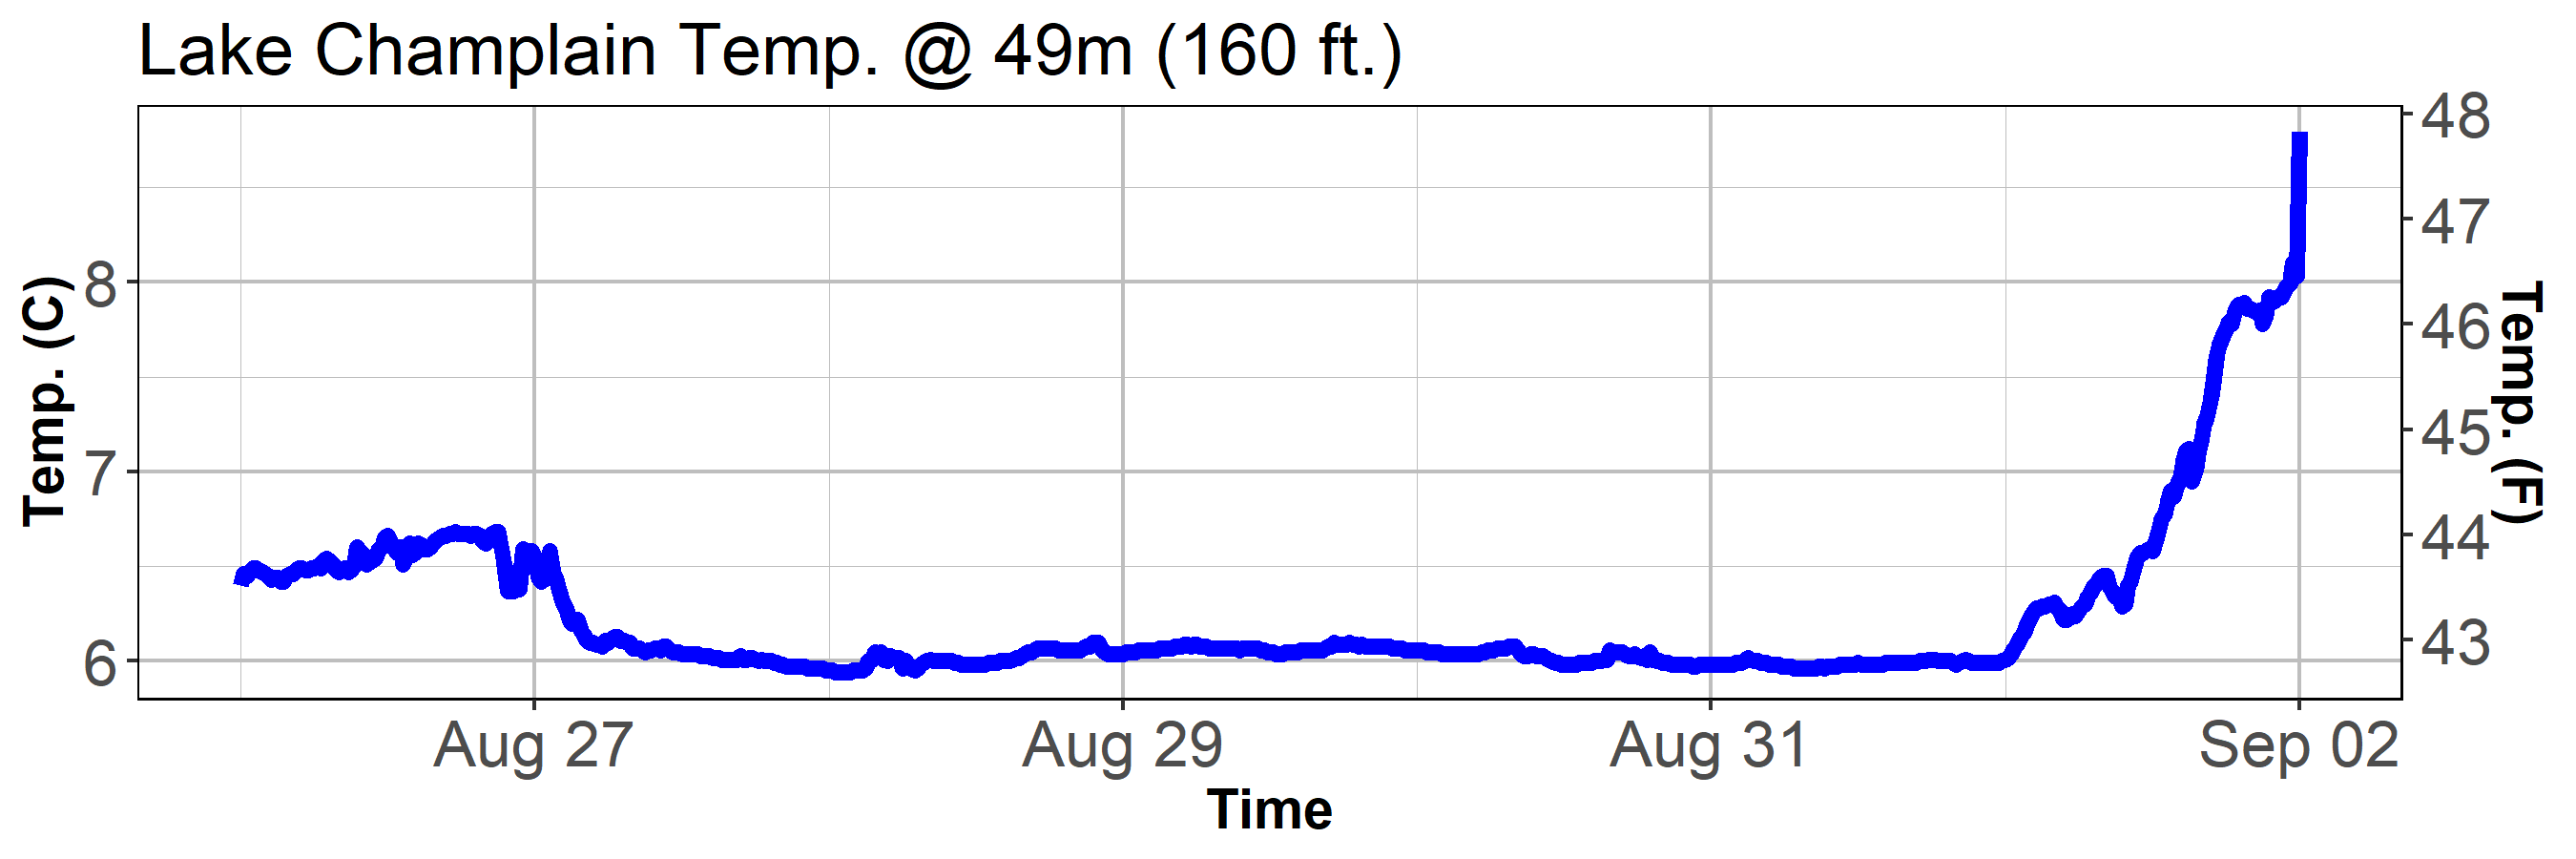 Lake Champlain Temp. @ 49m (160 ft.)
Temp. (C)
8
7
6
48
47
46
45
44
43
Temp. (F)
Aug 27
Aug 29
Aug 31
Sep 02
Time